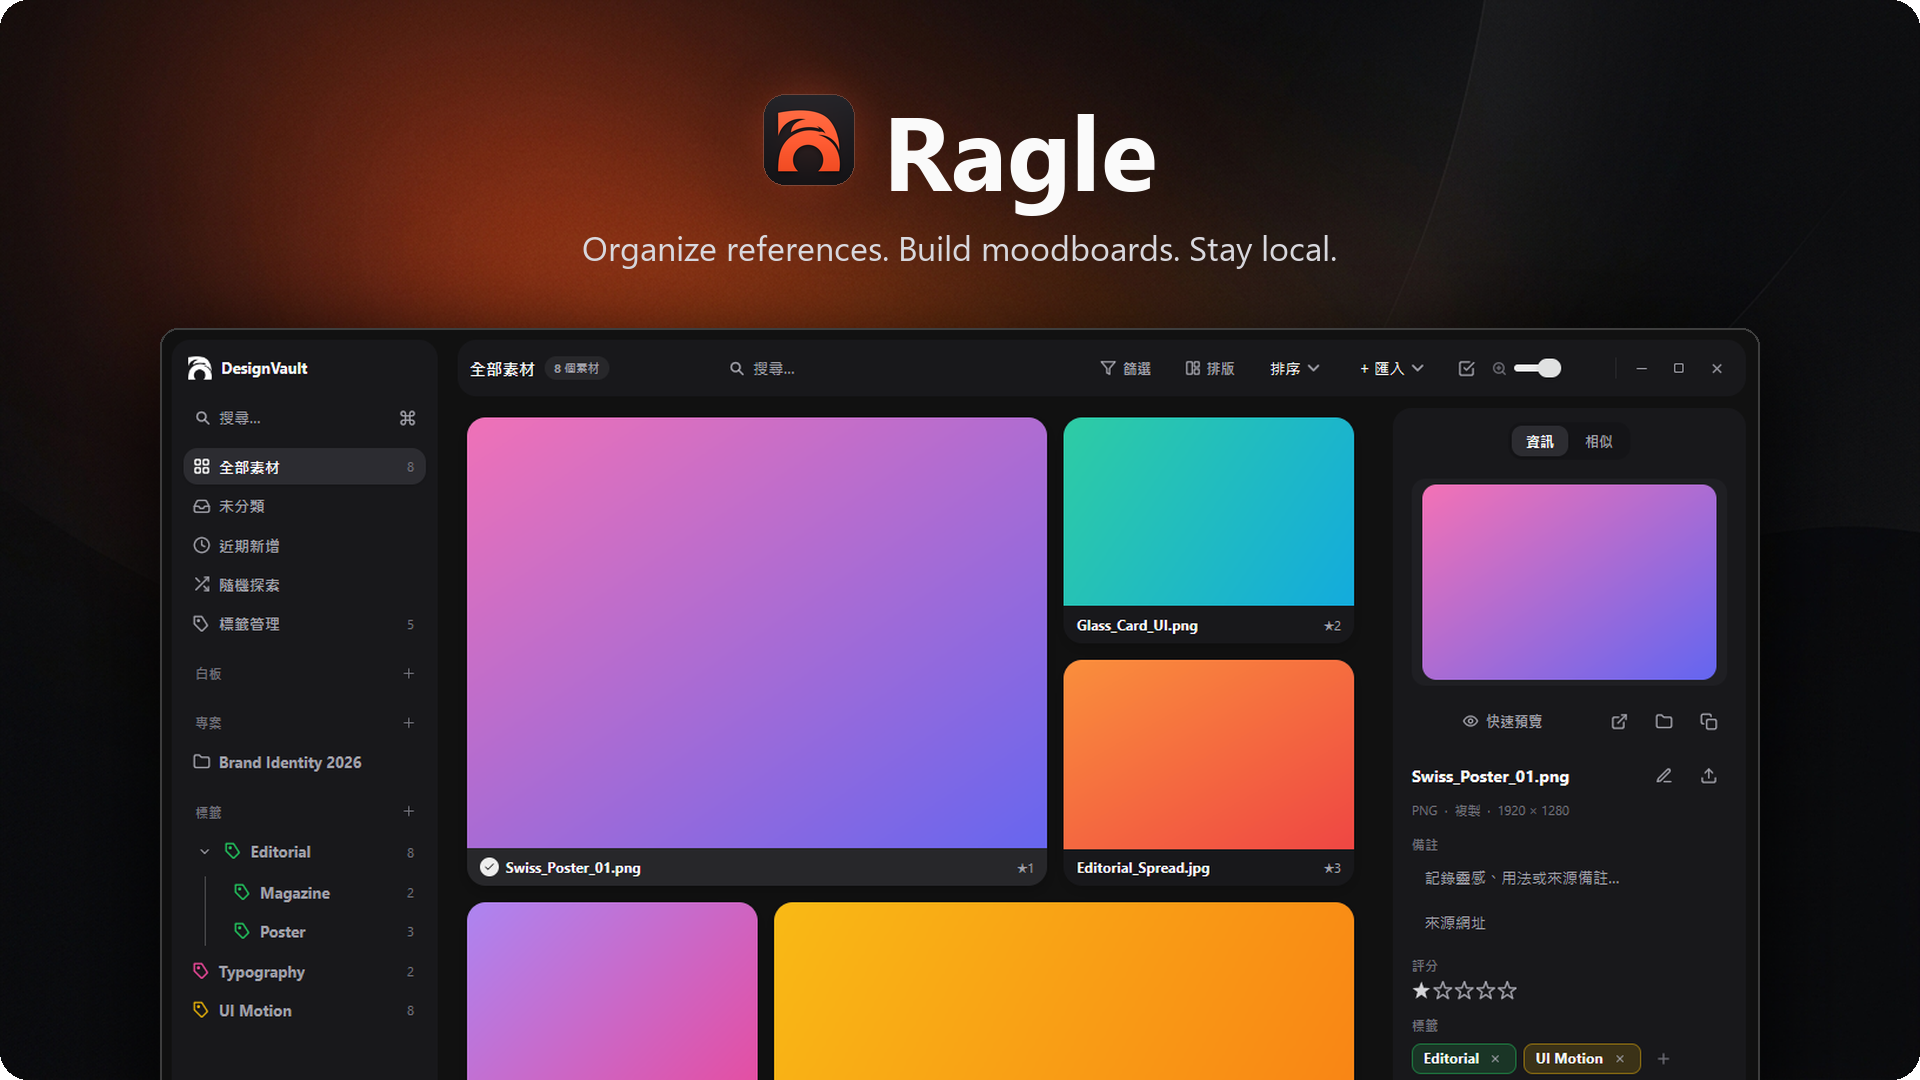 Ragle
Organize references. Build moodboards. Stay local.
DesignVault
搜尋...
全部素材 8
未分類
近期新增
隨機探索
標籤管理 5
白板
專案
Brand Identity 2026
標籤
Editorial 8
Magazine 2
Poster 3
Typography 2
UI Motion 8
全部素材 8 個素材
搜尋...
篩選
排版
排序
+ 匯入
Swiss_Poster_01.png ★1
Glass_Card_UI.png ★2
Editorial_Spread.jpg ★3
資訊 相似
快速預覽
Swiss_Poster_01.png
PNG · 複製 · 1920 × 1280
備註
記錄靈感、用法或來源備註...
來源網址
評分
標籤
Editorial ×
UI Motion ×